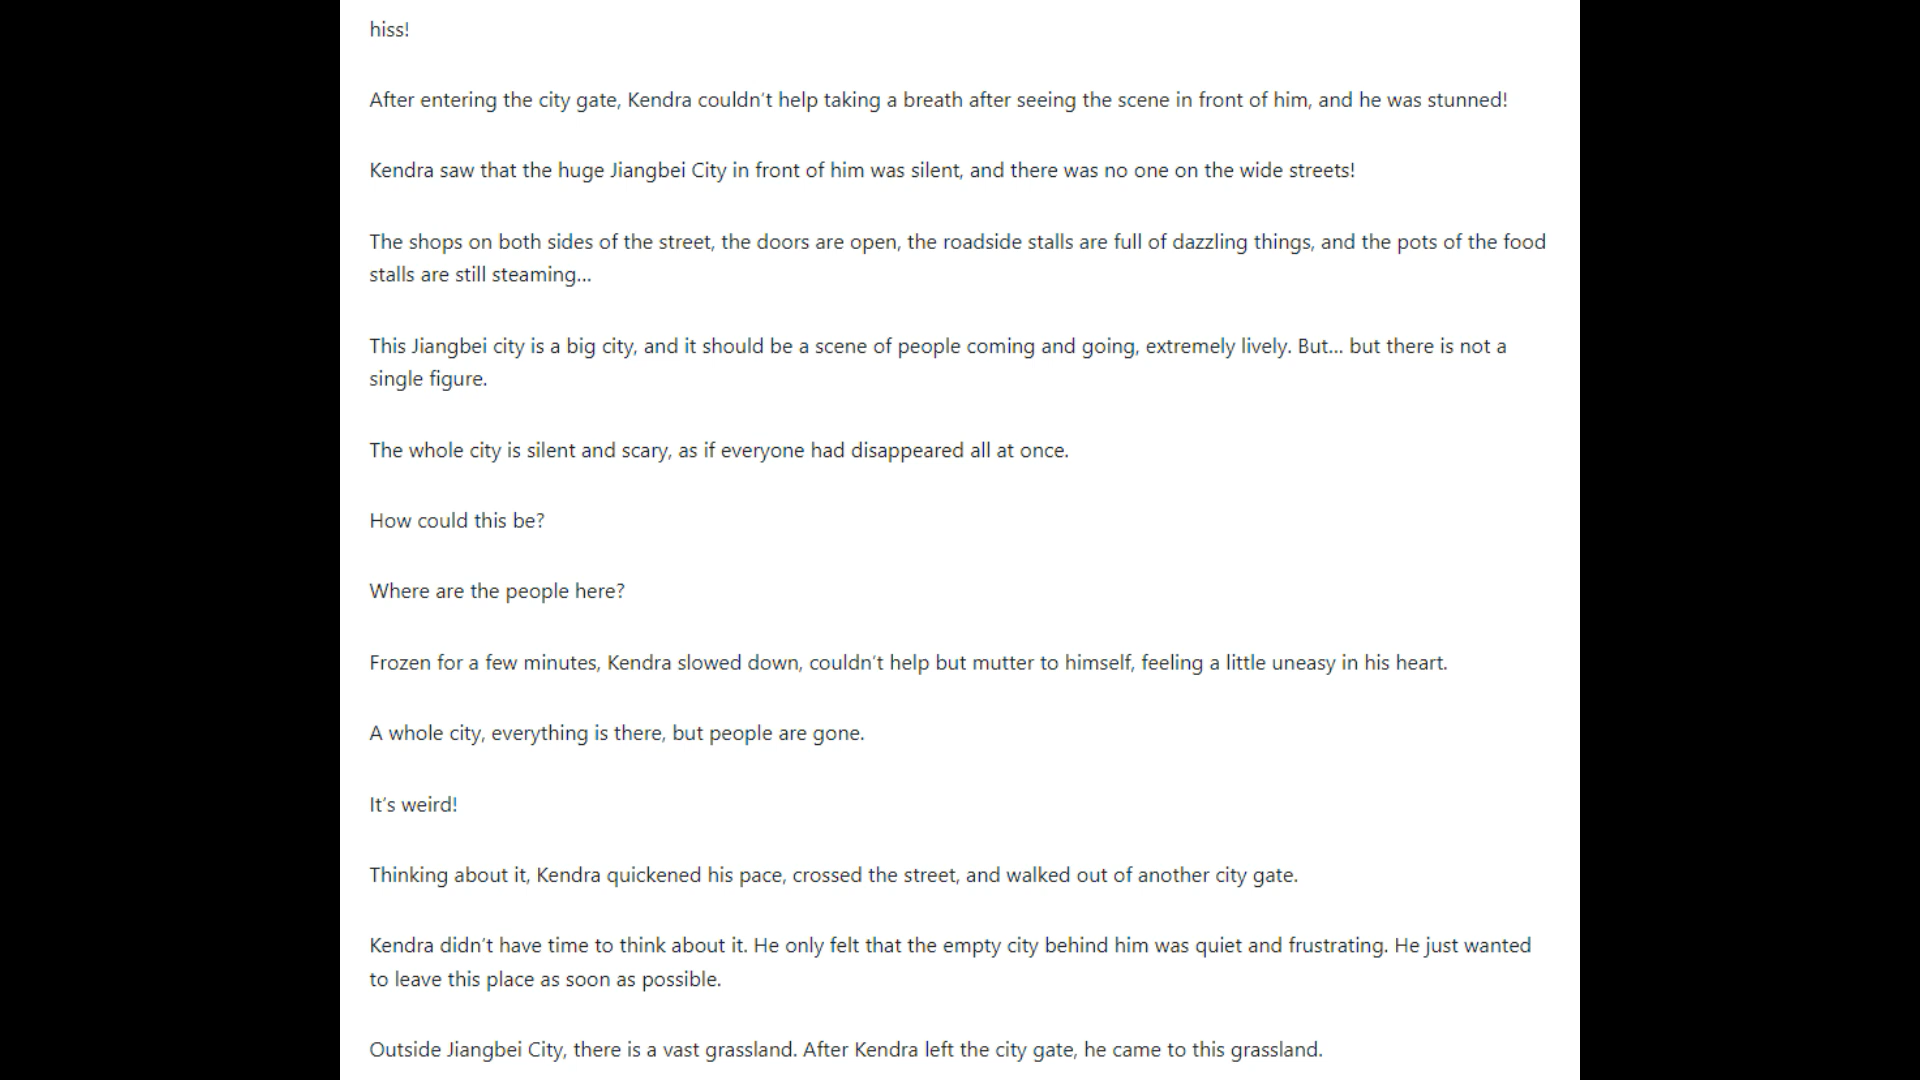 hiss!
After entering the city gate, Kendra couldn’t help taking a breath after seeing the scene in front of him, and he was stunned!
Kendra saw that the huge Jiangbei City in front of him was silent, and there was no one on the wide streets!
The shops on both sides of the street, the doors are open, the roadside stalls are full of dazzling things, and the pots of the food
stalls are still steaming…
This Jiangbei city is a big city, and it should be a scene of people coming and going, extremely lively. But… but there is not a
single figure.
The whole city is silent and scary, as if everyone had disappeared all at once.
How could this be?
Where are the people here?
Frozen for a few minutes, Kendra slowed down, couldn’t help but mutter to himself, feeling a little uneasy in his heart.
A whole city, everything is there, but people are gone.
It’s weird!
Thinking about it, Kendra quickened his pace, crossed the street, and walked out of another city gate.
Kendra didn’t have time to think about it. He only felt that the empty city behind him was quiet and frustrating. He just wanted
to leave this place as soon as possible.
Outside Jiangbei City, there is a vast grassland. After Kendra left the city gate, he came to this grassland.